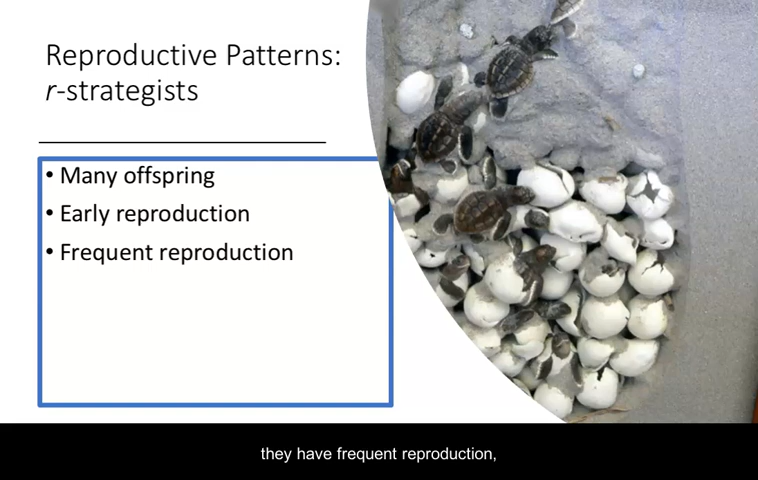 Reproductive Patterns:
r-strategists
• Many offspring
• Early reproduction
• Frequent reproduction
they have frequent reproduction,